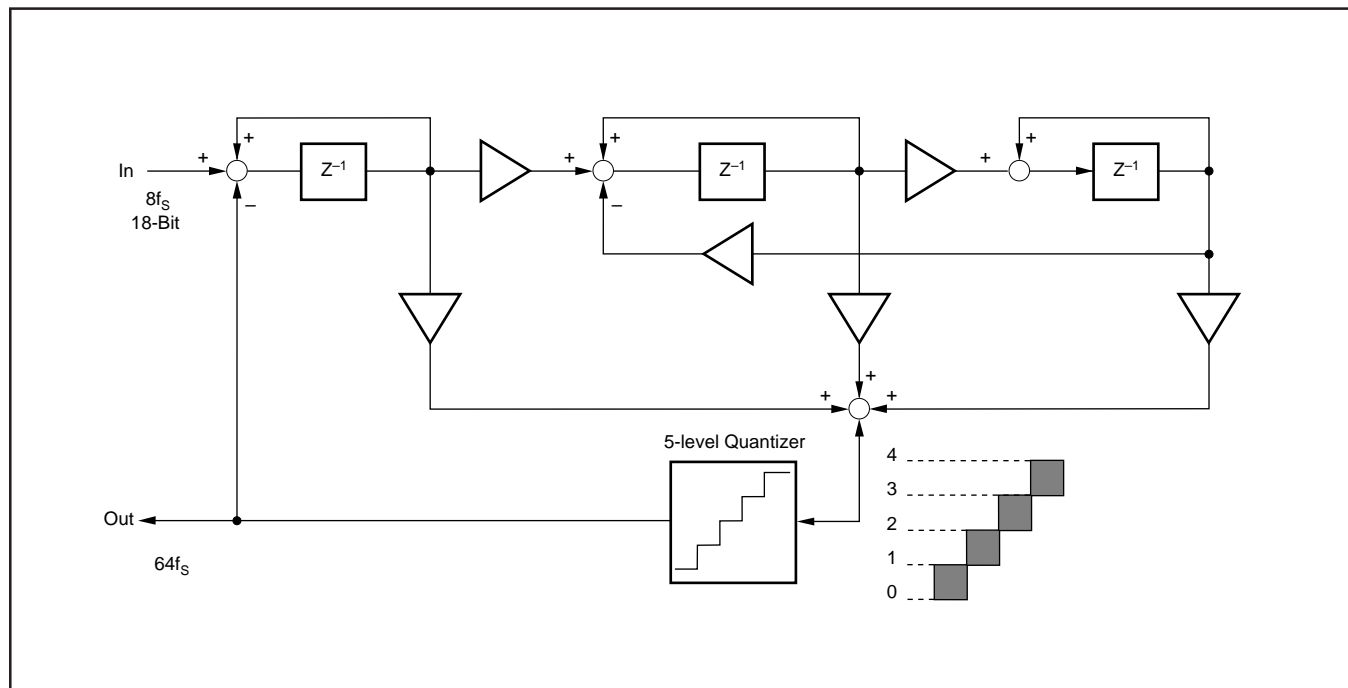 + + +
In + + Z⁻¹ + Z⁻¹ + Z⁻¹
8fS
18-Bit
− −
+
+ +
5-level Quantizer
4
3
2
1
0
Out
64fS